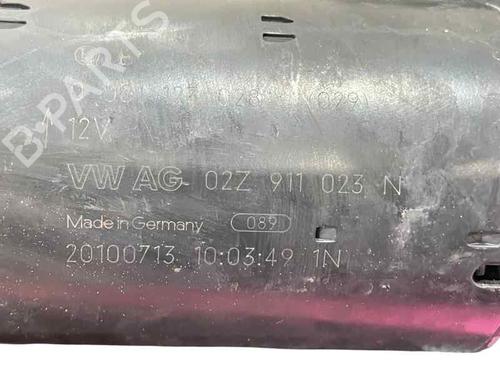 12V
VW AG 02Z 911 023 N
Made in Germany 089
20100713 10:03:49 1N
B-PARTS